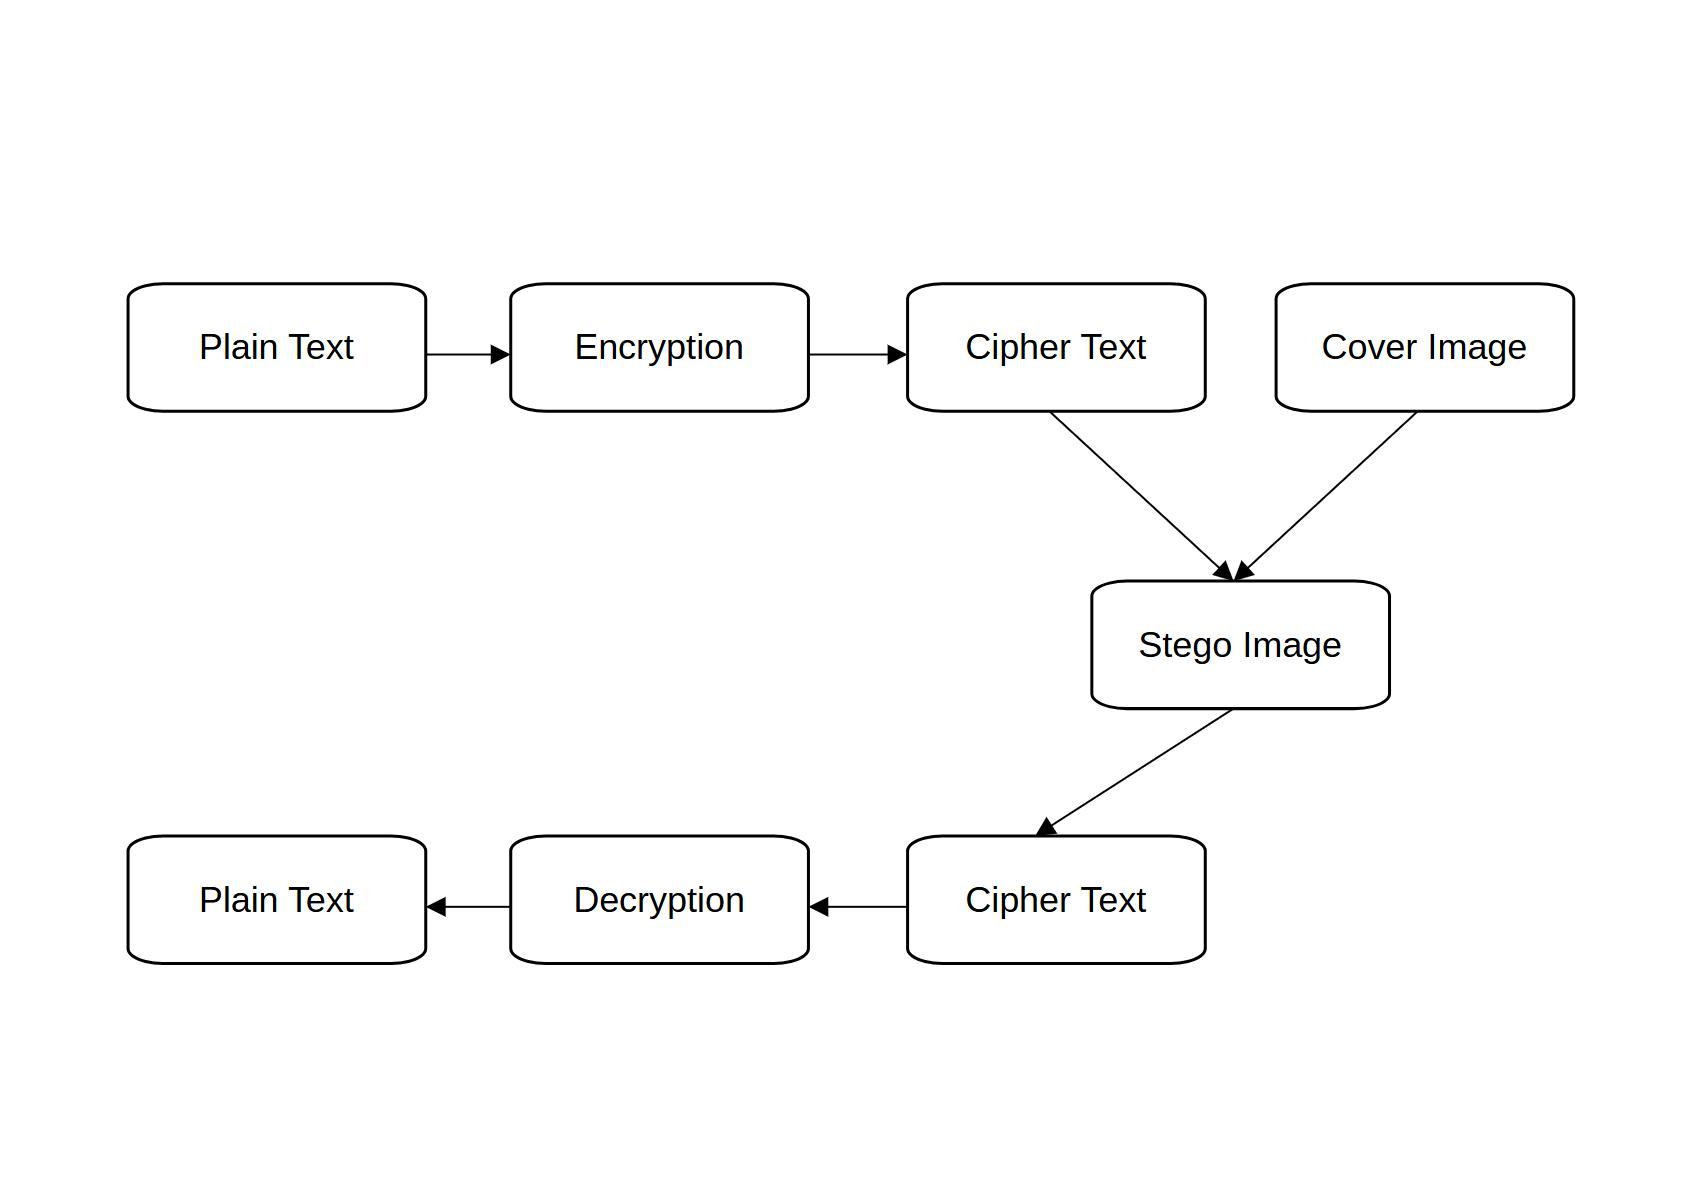 Plain Text
Encryption
Cipher Text
Cover Image
Stego Image
Plain Text
Decryption
Cipher Text